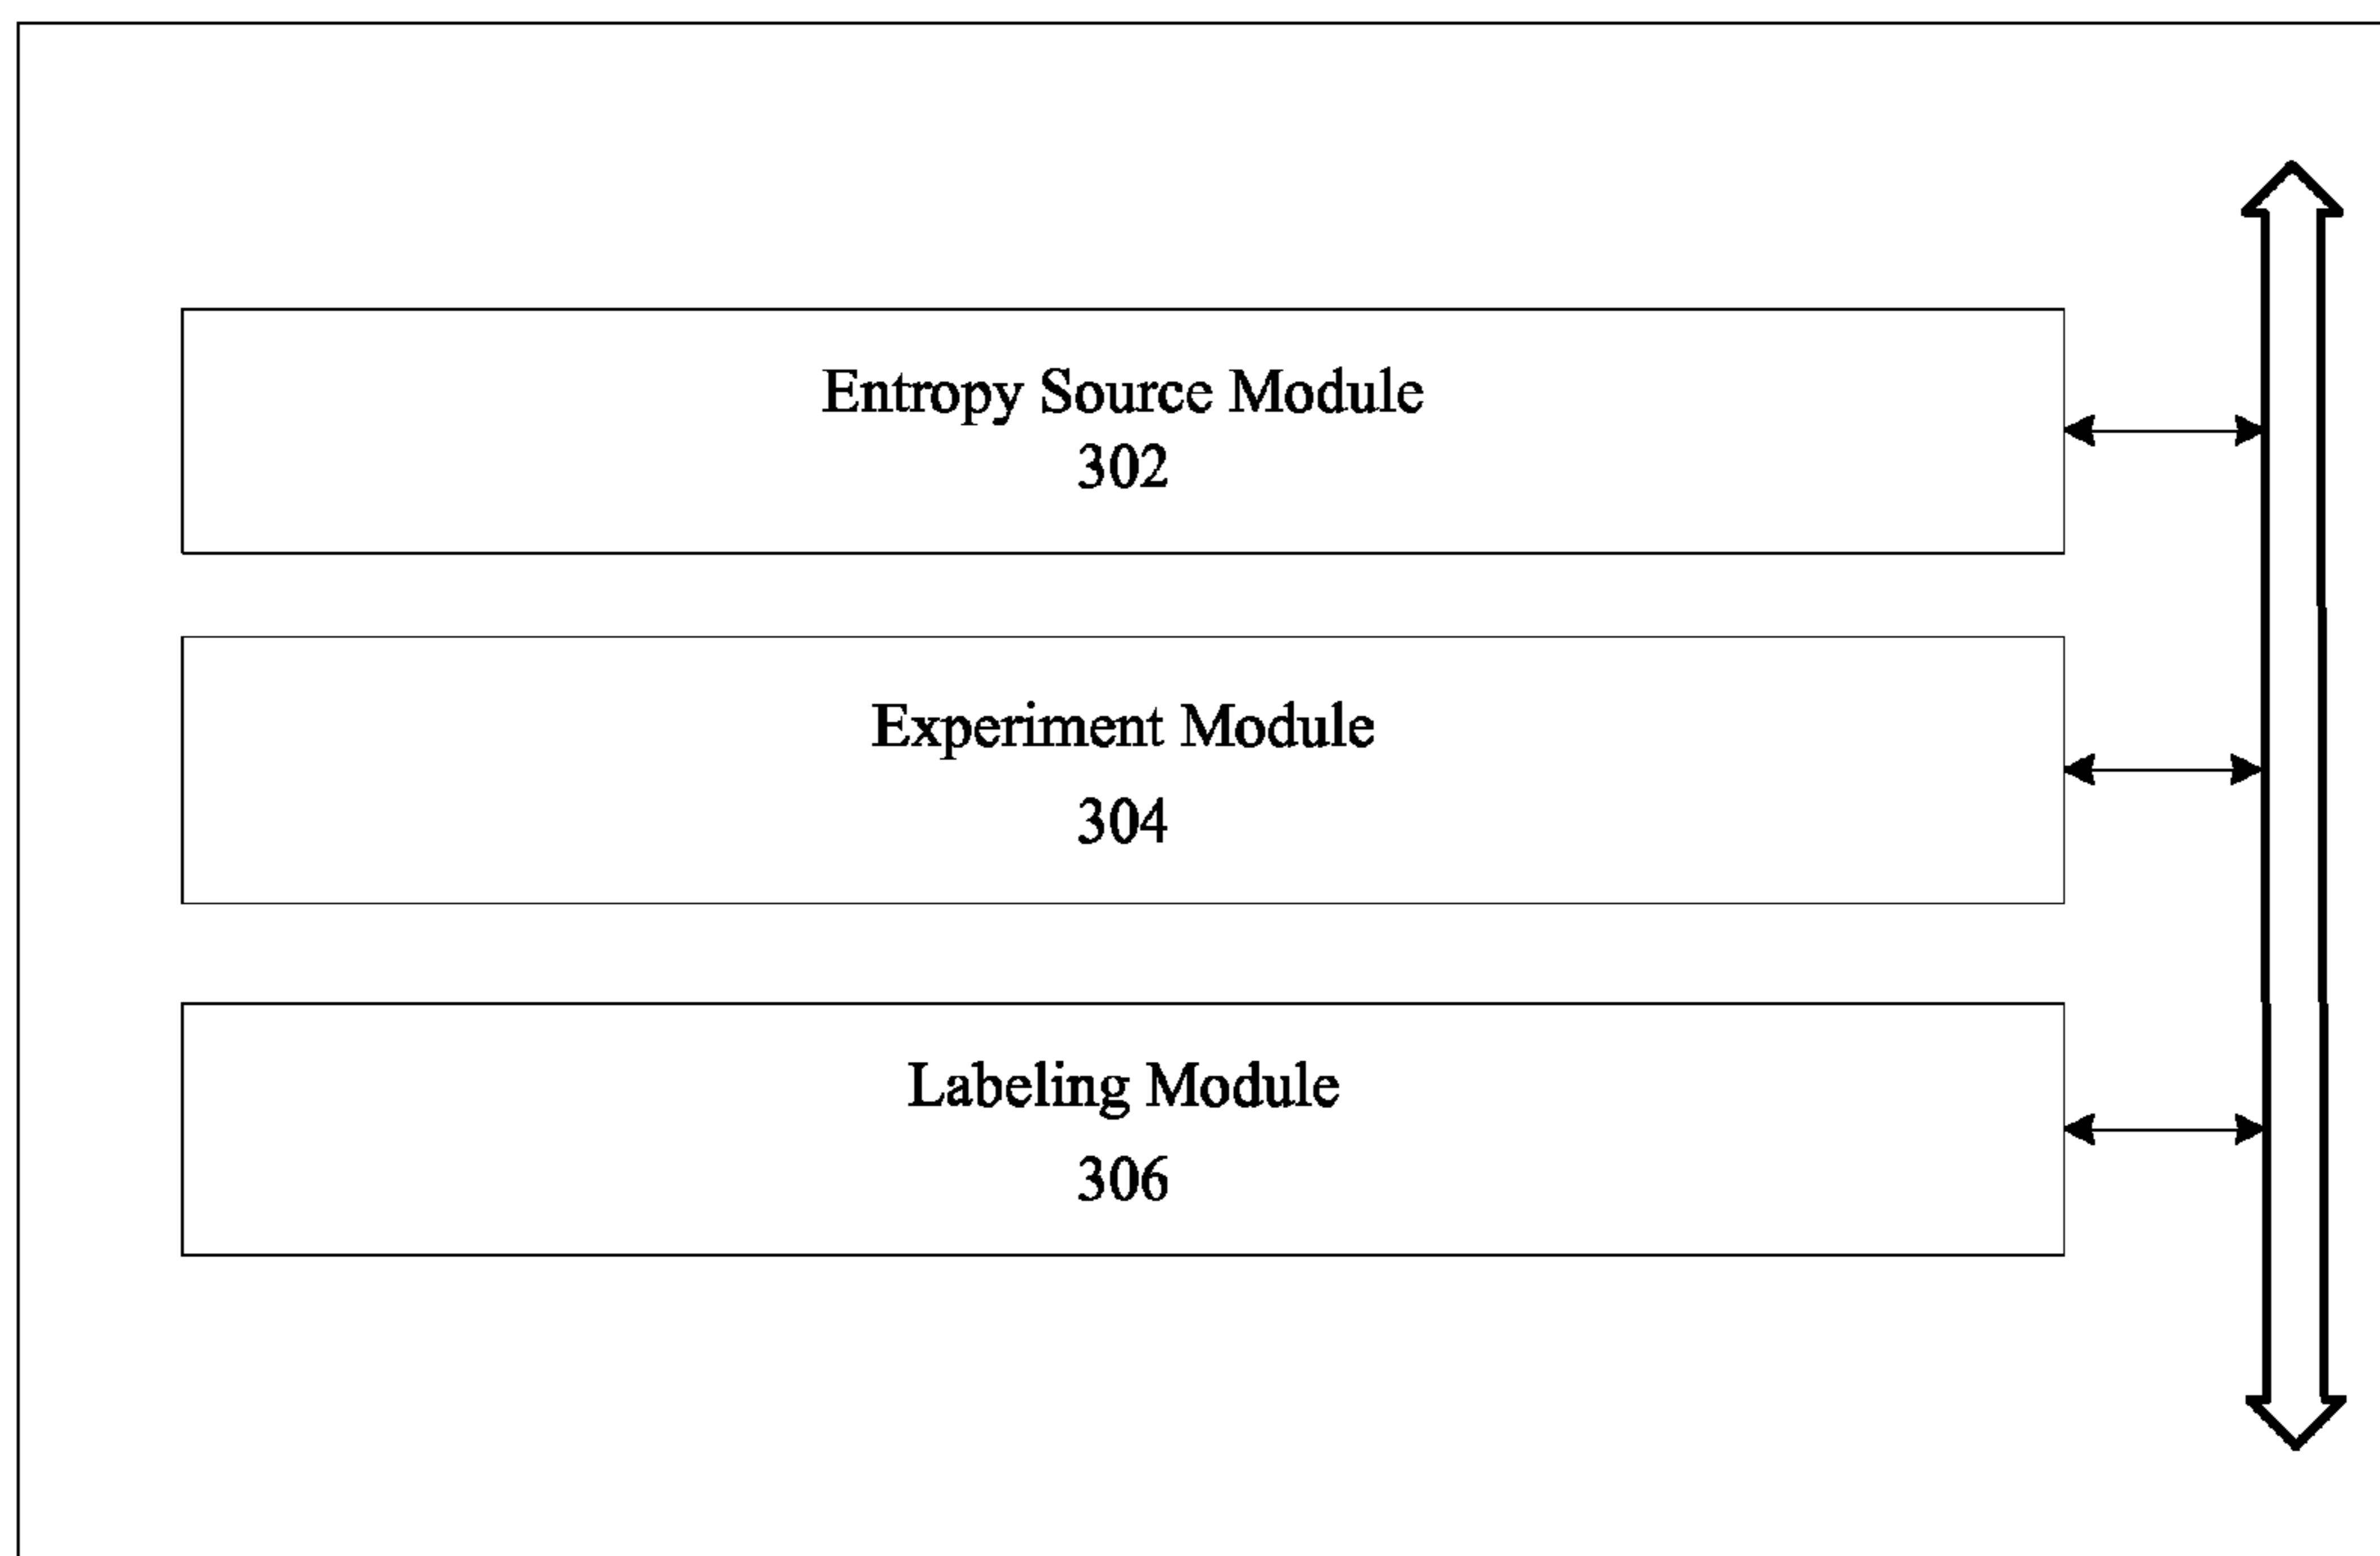 Entropy Source Module
302
Experiment Module
304
Labeling Module
306